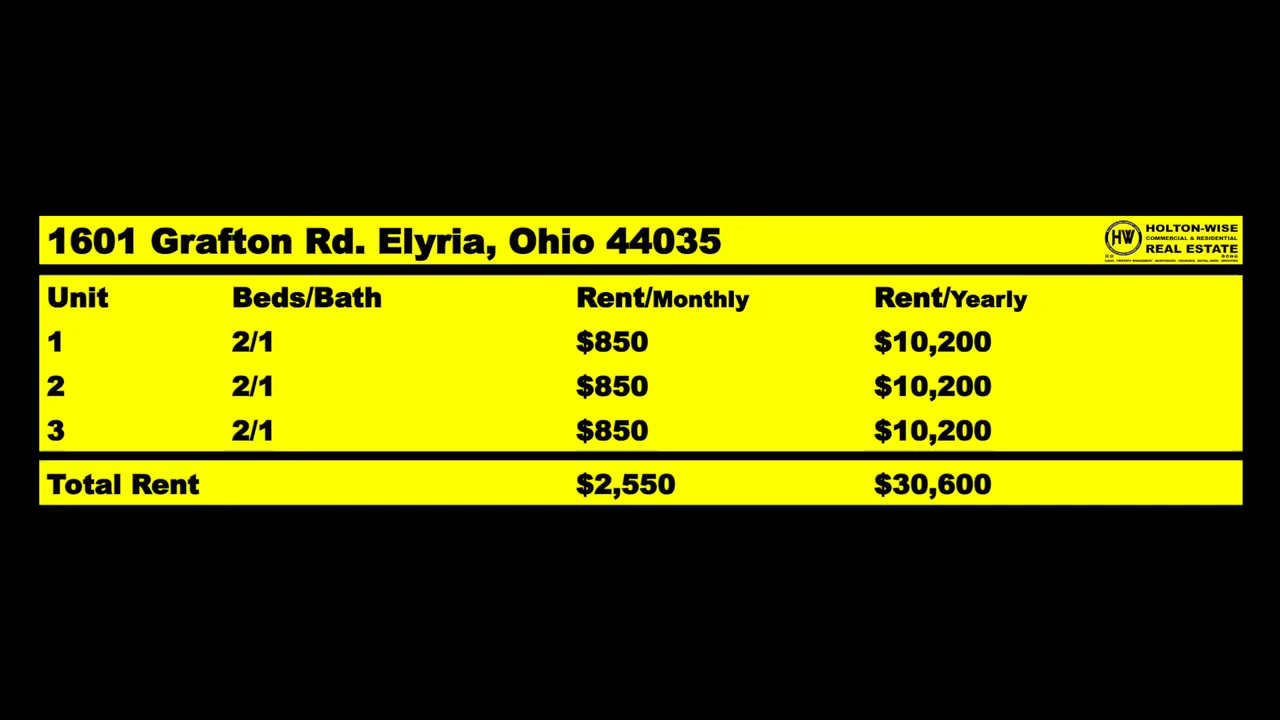 1601 Grafton Rd. Elyria, Ohio 44035
HW
HOLTON-WISE
COMMERCIAL & RESIDENTIAL
REAL ESTATE
Unit Beds/Bath Rent/Monthly Rent/Yearly
1 2/1 $850 $10,200
2 2/1 $850 $10,200
3 2/1 $850 $10,200
Total Rent $2,550 $30,600